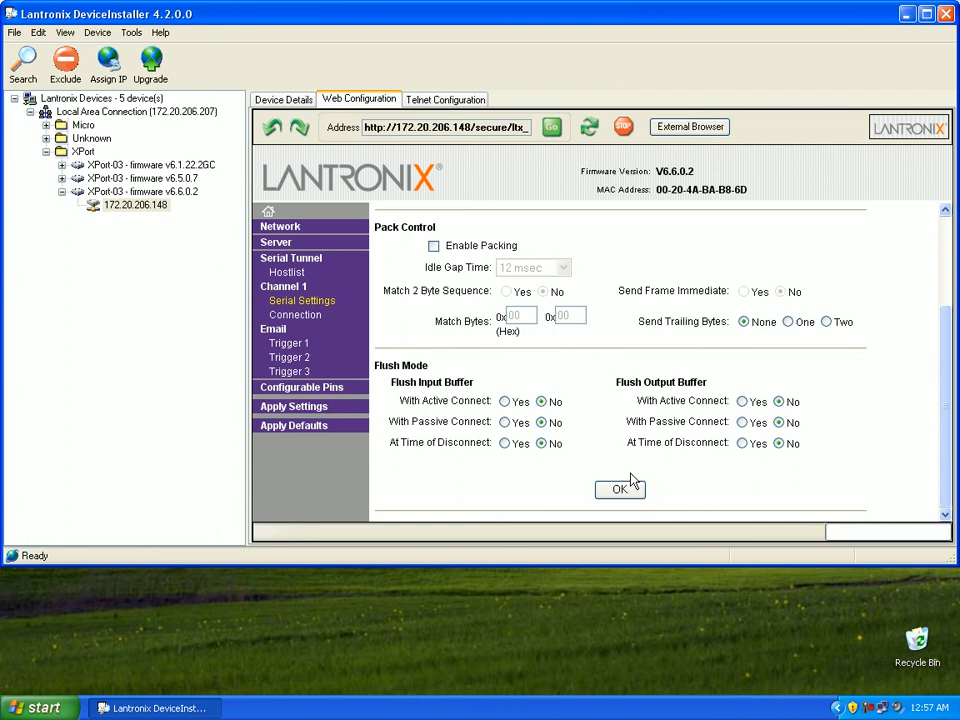 Lantronix DeviceInstaller 4.2.0.0
File Edit View Device Tools Help
Search Exclude Assign IP Upgrade
Lantronix Devices - 5 device(s)
Local Area Connection (172.20.206.207)
Micro
Unknown
XPort
XPort-03 - firmware v6.1.22.2GC
XPort-03 - firmware v6.5.0.7
XPort-03 - firmware v6.6.0.2
172.20.206.148
Device Details Web Configuration Telnet Configuration
Address http://172.20.206.148/secure/ltx_ Go STOP External Browser LANTRONIX
LANTRONIX®
Firmware Version: V6.6.0.2
MAC Address: 00-20-4A-BA-B8-6D
Network
Server
Serial Tunnel
Hostlist
Channel 1
Serial Settings
Connection
Email
Trigger 1
Trigger 2
Trigger 3
Configurable Pins
Apply Settings
Apply Defaults
Pack Control
Enable Packing
Idle Gap Time: 12 msec
Match 2 Byte Sequence: Yes No Send Frame Immediate: Yes No
Match Bytes: 0x 00 0x 00 Send Trailing Bytes: None One Two
(Hex)
Flush Mode
Flush Input Buffer Flush Output Buffer
With Active Connect: Yes No With Active Connect: Yes No
With Passive Connect: Yes No With Passive Connect: Yes No
At Time of Disconnect: Yes No At Time of Disconnect: Yes No
OK
Ready
Recycle Bin
start Lantronix DeviceInst... 12:57 AM